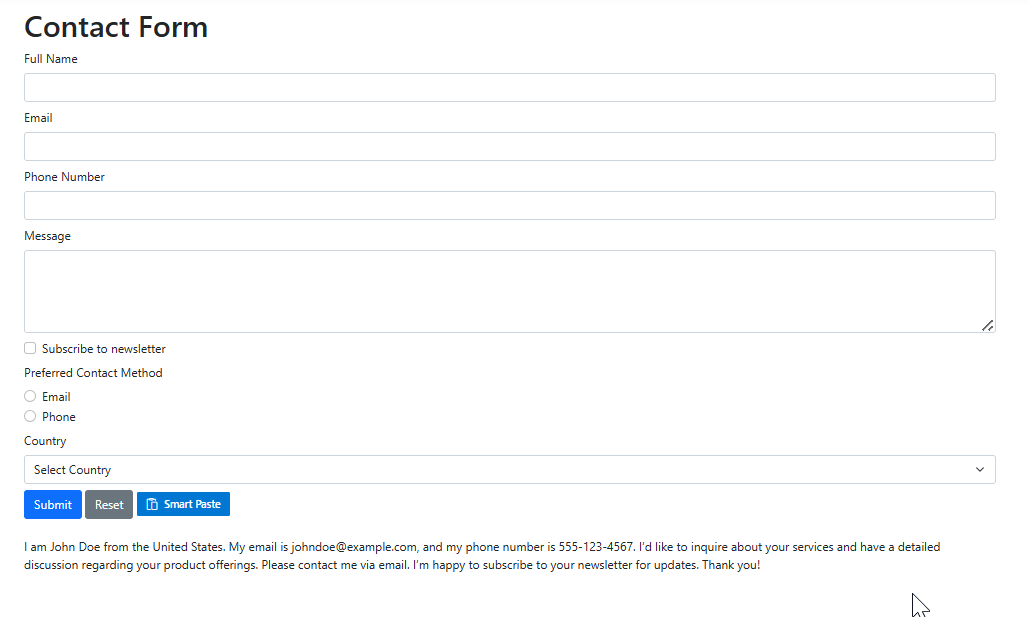 Contact Form
Full Name
Email
Phone Number
Message
Subscribe to newsletter
Preferred Contact Method
Email
Phone
Country
Select Country
Submit Reset Smart Paste
I am John Doe from the United States. My email is johndoe@example.com, and my phone number is 555-123-4567. I'd like to inquire about your services and have a detailed
discussion regarding your product offerings. Please contact me via email. I'm happy to subscribe to your newsletter for updates. Thank you!